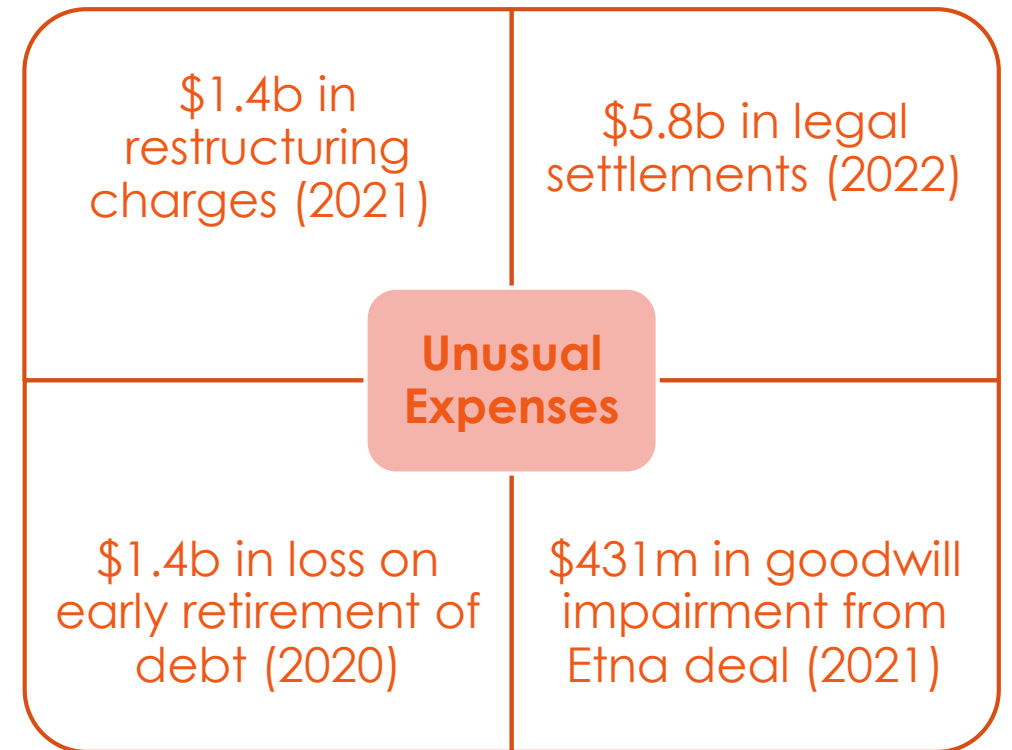 $1.4b in
restructuring
charges (2021)
$5.8b in legal
settlements (2022)
Unusual
Expenses
$1.4b in loss on
early retirement of
debt (2020)
$431m in goodwill
impairment from
Etna deal (2021)